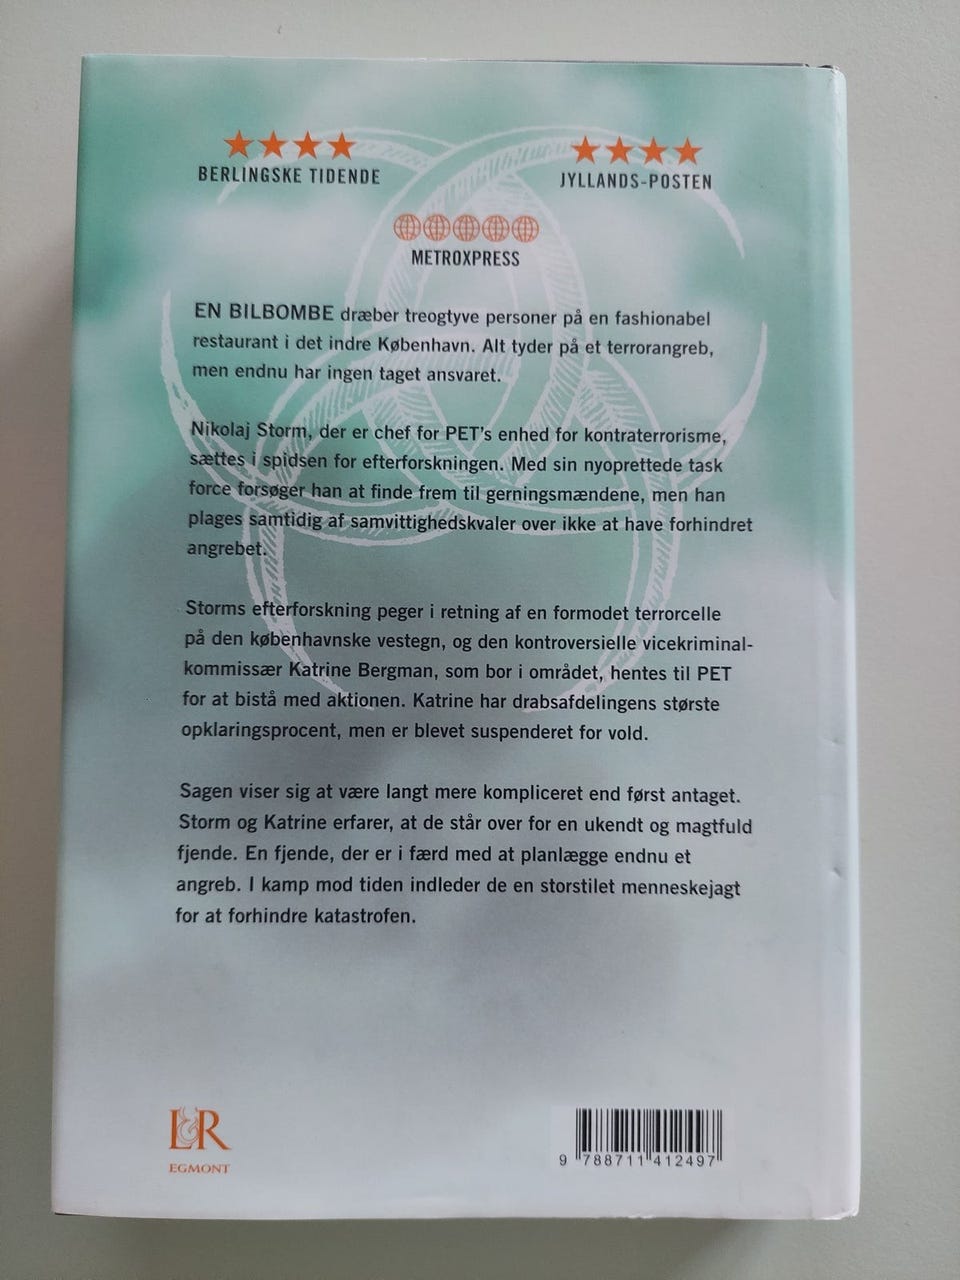 BERLINGSKE TIDENDE
JYLLANDS-POSTEN
METROXPRESS
EN BILBOMBE dræber treogtyve personer på en fashionabel
restaurant i det indre København. Alt tyder på et terrorangreb,
men endnu har ingen taget ansvaret.
Nikolaj Storm, der er chef for PET's enhed for kontraterrorisme,
sættes i spidsen for efterforskningen. Med sin nyoprettede task
force forsøger han at finde frem til gerningsmændene, men han
plages samtidig af samvittighedskvaler over ikke at have forhindret
angrebet.
Storms efterforskning peger i retning af en formodet terrorcelle
på den københavnske vestegn, og den kontroversielle vicekriminal-
kommissær Katrine Bergman, som bor i området, hentes til PET
for at bistå med aktionen. Katrine har drabsafdelingens største
opklaringsprocent, men er blevet suspenderet for vold.
Sagen viser sig at være langt mere kompliceret end først antaget.
Storm og Katrine erfarer, at de står over for en ukendt og magtfuld
fjende. En fjende, der er i færd med at planlægge endnu et
angreb. I kamp mod tiden indleder de en storstilet menneskejagt
for at forhindre katastrofen.
L&R
EGMONT
9 788711 412497